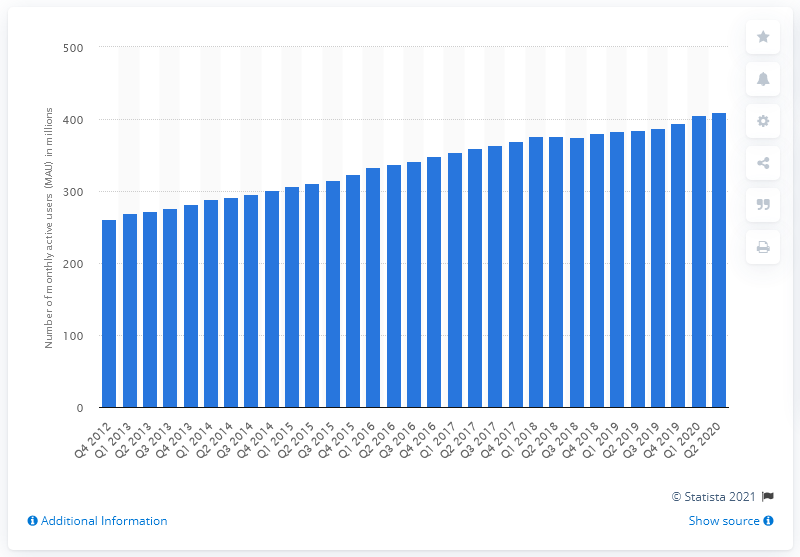 Number of monthly active users (MAU) in millions
500
400
300
200
100
0
Q4 2012
Q1 2013
Q2 2013
Q3 2013
Q4 2013
Q1 2014
Q2 2014
Q3 2014
Q4 2014
Q1 2015
Q2 2015
Q3 2015
Q4 2015
Q1 2016
Q2 2016
Q3 2016
Q4 2016
Q1 2017
Q2 2017
Q3 2017
Q4 2017
Q1 2018
Q2 2018
Q3 2018
Q4 2018
Q1 2019
Q2 2019
Q3 2019
Q4 2019
Q1 2020
Q2 2020
© Statista 2021
Additional Information
Show source